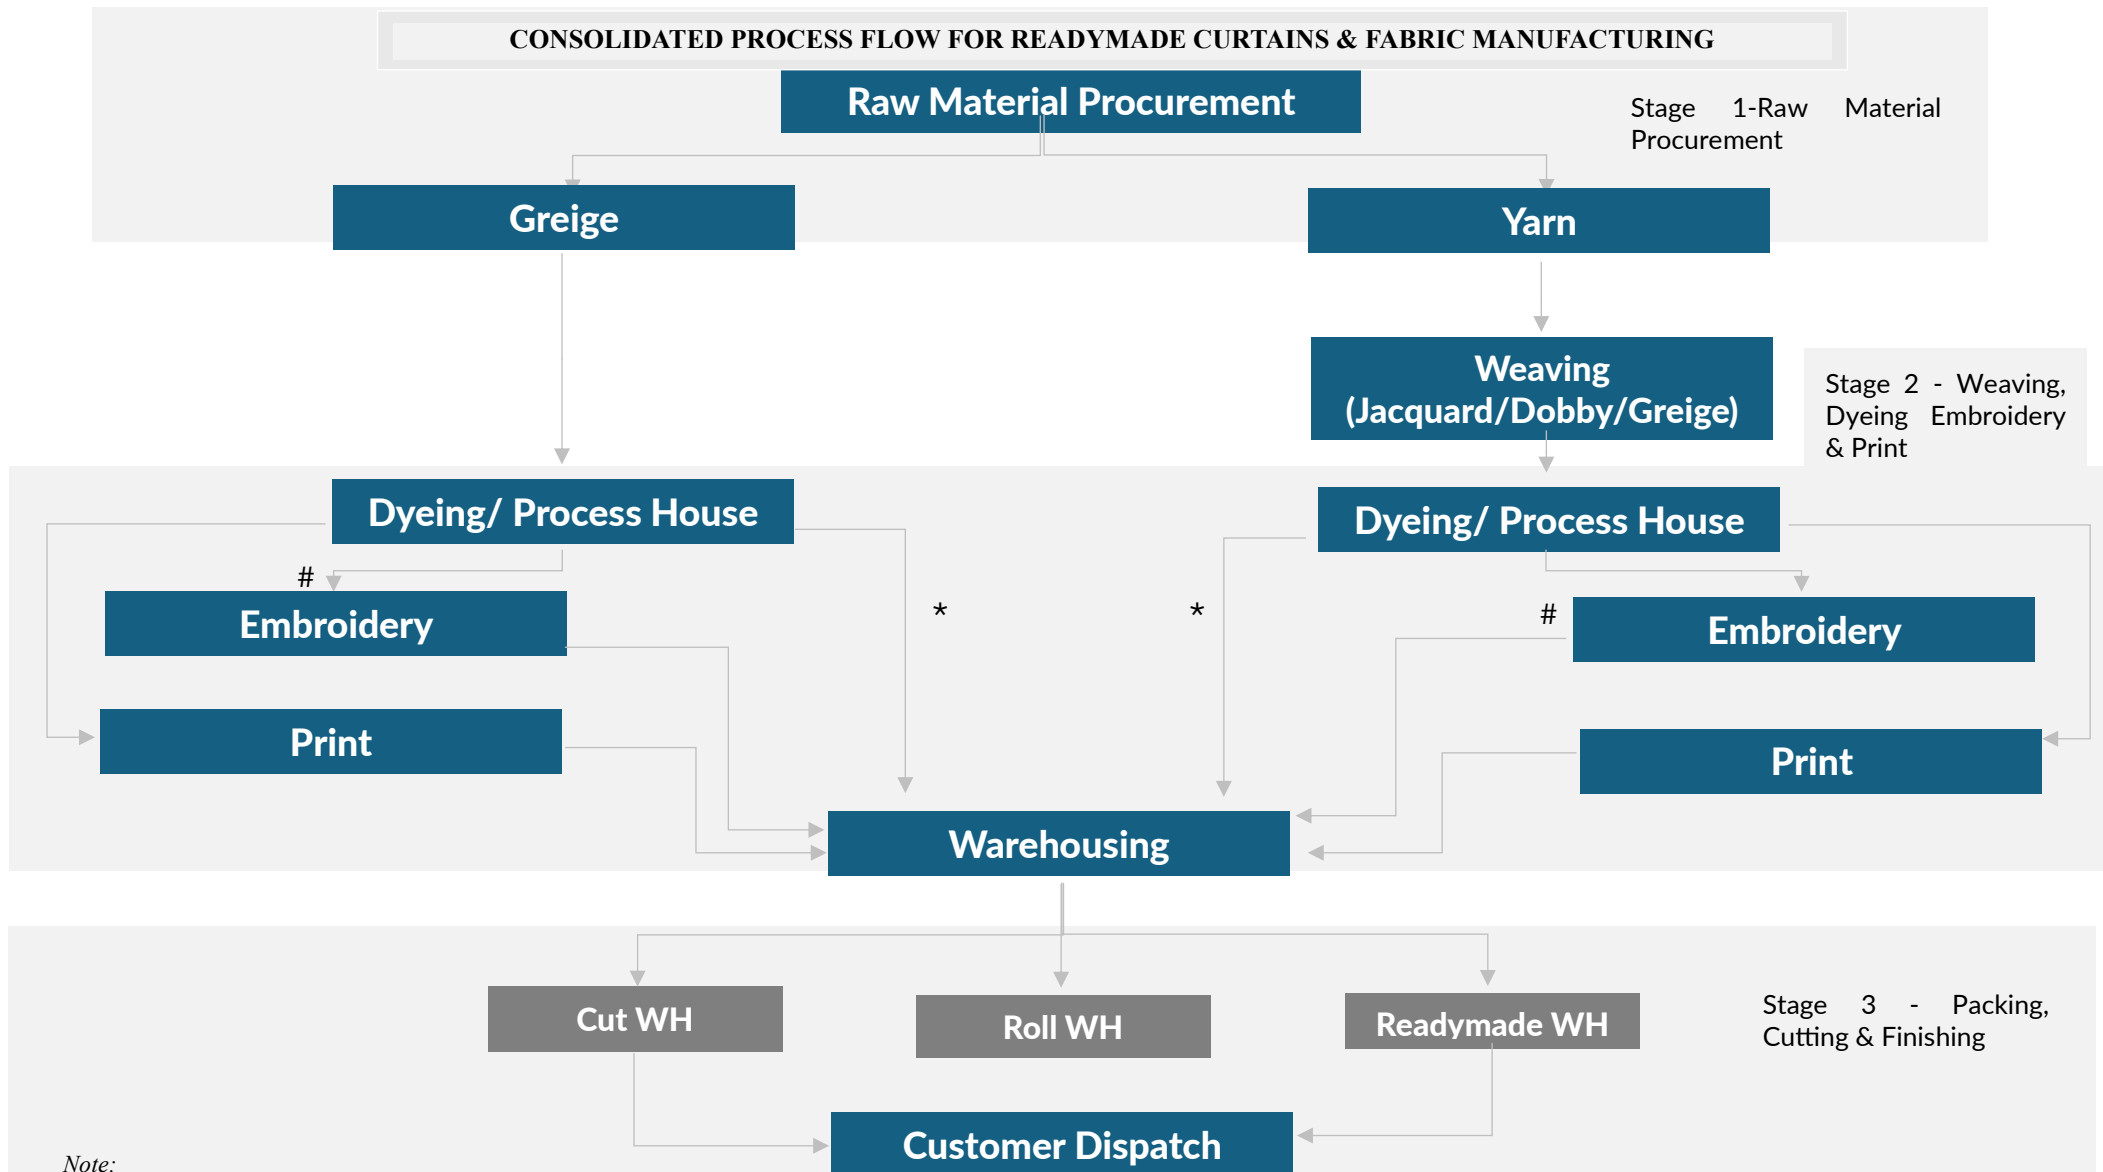 CONSOLIDATED PROCESS FLOW FOR READYMADE CURTAINS & FABRIC MANUFACTURING
Raw Material Procurement
Stage 1-Raw Material
Procurement
Greige
Yarn
Weaving
(Jacquard/Dobby/Greige)
Stage 2 - Weaving,
Dyeing Embroidery
& Print
Dyeing/ Process House
Dyeing/ Process House
#
Embroidery
*
*
#
Embroidery
Print
Print
Warehousing
Cut WH
Roll WH
Readymade WH
Stage 3 - Packing,
Cutting & Finishing
Customer Dispatch
Note: